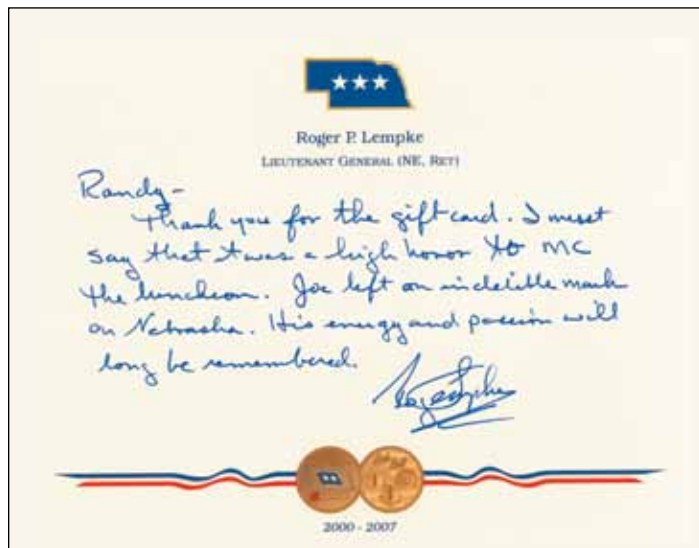 Roger P. Lempke
LIEUTENANT GENERAL (NE, RET)
Randy-
Thank you for the gift card. I must
say that it was a high honor to MC
the luncheon. Joe left an indelible mark
on Nebraska. His energy and passion will
long be remembered.
2000 - 2007